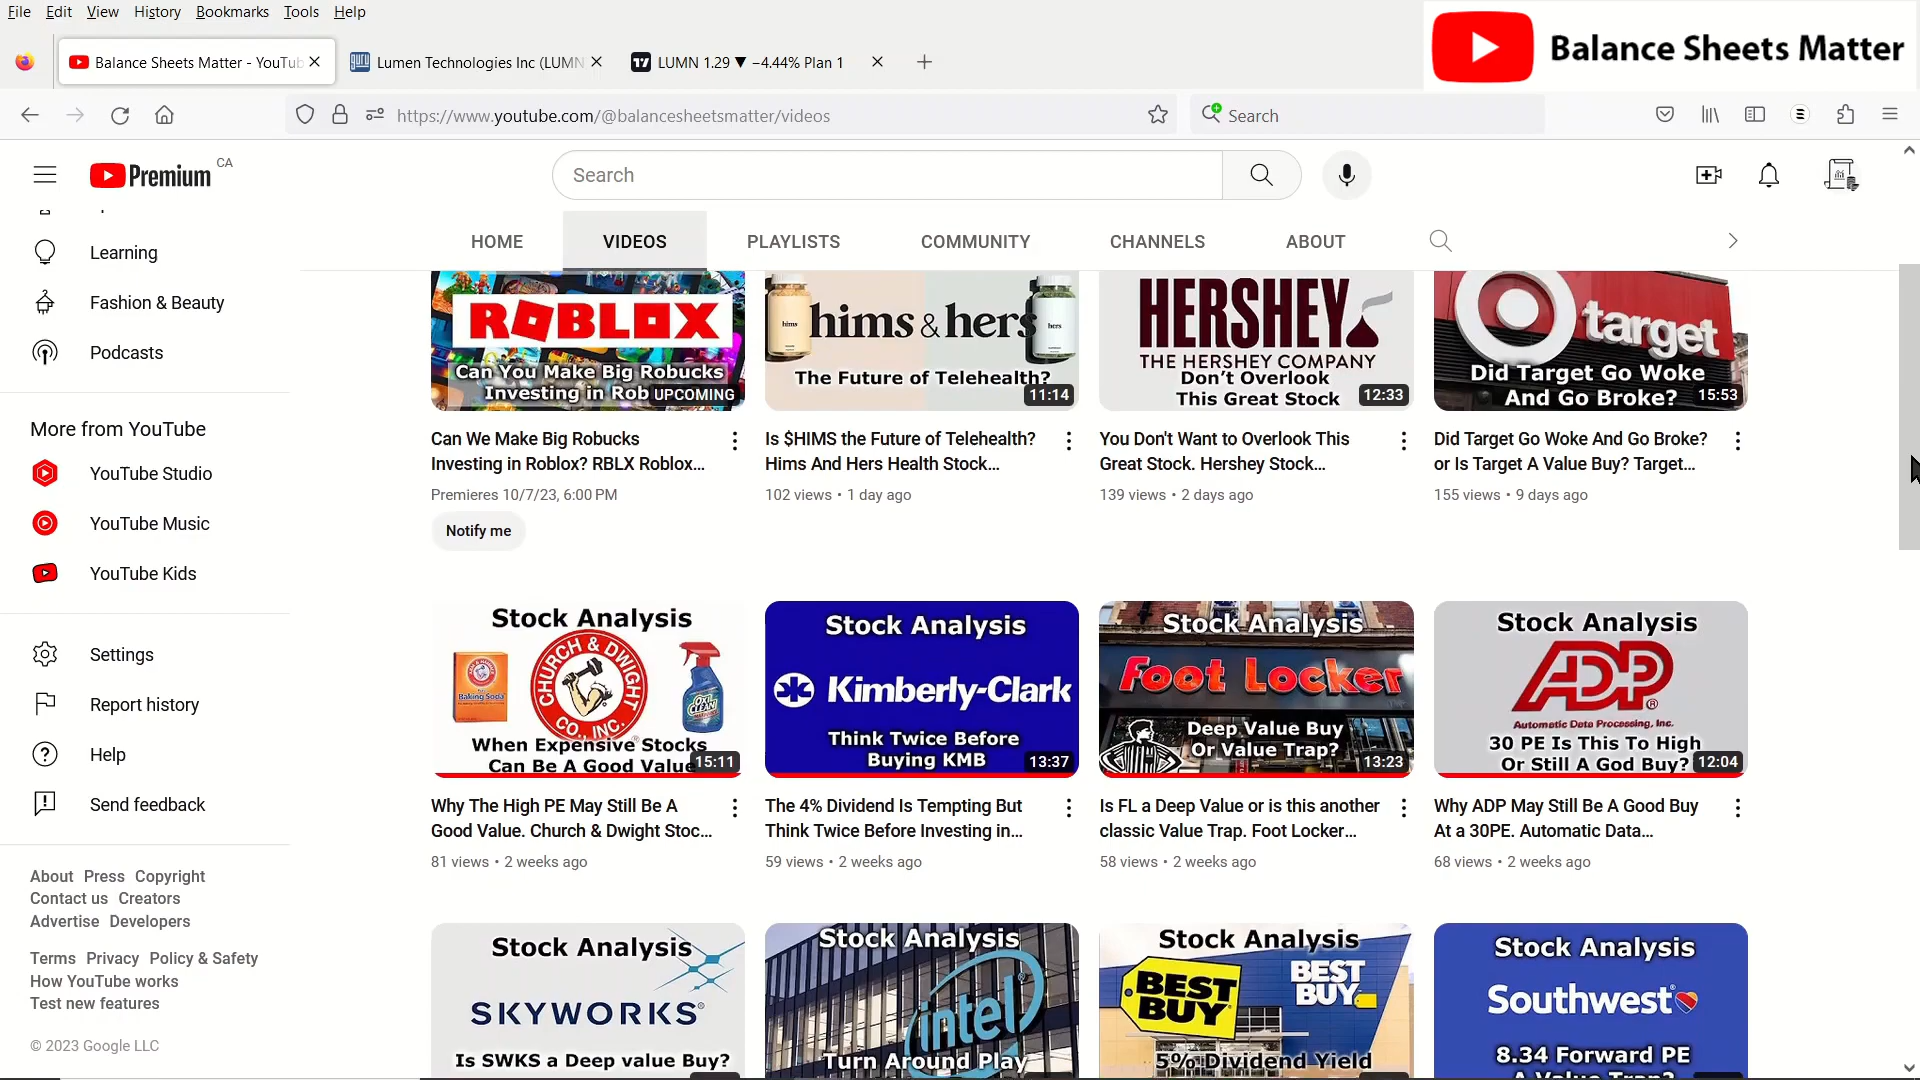 File Edit View History Bookmarks Tools Help
Balance Sheets Matter - YouTub
Lumen Technologies Inc (LUMN
LUMN 1.29 ▼ −4.44% Plan 1
Balance Sheets Matter
https://www.youtube.com/@balancesheetsmatter/videos
Search
Premium CA
Search
HOME VIDEOS PLAYLISTS COMMUNITY CHANNELS ABOUT
Learning
Fashion & Beauty
Podcasts
More from YouTube
YouTube Studio
YouTube Music
YouTube Kids
Settings
Report history
Help
Send feedback
About Press Copyright
Contact us Creators
Advertise Developers
Terms Privacy Policy & Safety
How YouTube works
Test new features
© 2023 Google LLC
ROBLOX
Can You Make Big Robucks
Investing in Rob UPCOMING
Can We Make Big Robucks
Investing in Roblox? RBLX Roblox...
Premieres 10/7/23, 6:00 PM
Notify me
hims
hims & hers
hers
The Future of Telehealth?
11:14
Is $HIMS the Future of Telehealth?
Hims And Hers Health Stock...
102 views • 1 day ago
HERSHEY
THE HERSHEY COMPANY
Don't Overlook
This Great Stock
12:33
You Don't Want to Overlook This
Great Stock. Hershey Stock...
139 views • 2 days ago
target
Did Target Go Woke
And Go Broke?
15:53
Did Target Go Woke And Go Broke?
or Is Target A Value Buy? Target...
155 views • 9 days ago
Stock Analysis
CHURCH & DWIGHT
CO., INC.
Baking Soda
OXI
CLEAN
When Expensive Stocks
Can Be A Good Value
15:11
Why The High PE May Still Be A
Good Value. Church & Dwight Stoc...
81 views • 2 weeks ago
Stock Analysis
Kimberly-Clark
Think Twice Before
Buying KMB
13:37
The 4% Dividend Is Tempting But
Think Twice Before Investing in...
59 views • 2 weeks ago
Stock Analysis
Foot Locker
Deep Value Buy
Or Value Trap?
13:23
Is FL a Deep Value or is this another
classic Value Trap. Foot Locker...
58 views • 2 weeks ago
Stock Analysis
ADP
Automatic Data Processing, Inc.
30 PE Is This To High
Or Still A God Buy?
12:04
Why ADP May Still Be A Good Buy
At a 30PE. Automatic Data...
68 views • 2 weeks ago
Stock Analysis
SKYWORKS
Is SWKS a Deep value Buy?
Stock Analysis
intel
Turn Around Play
Stock Analysis
BEST
BUY
BEST
BUY
5% Dividend Yield
Stock Analysis
Southwest
8.34 Forward PE
A Value Trap?